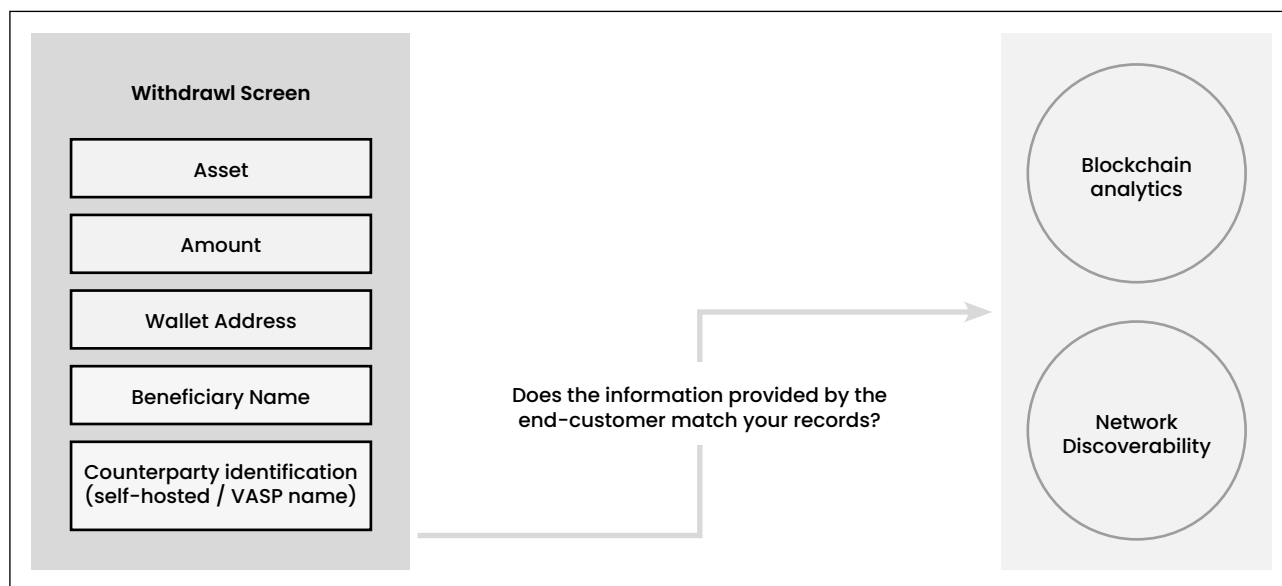 Withdrawl Screen
Asset
Amount
Wallet Address
Beneficiary Name
Counterparty identification
(self-hosted / VASP name)
Does the information provided by the
end-customer match your records?
Blockchain
analytics
Network
Discoverability